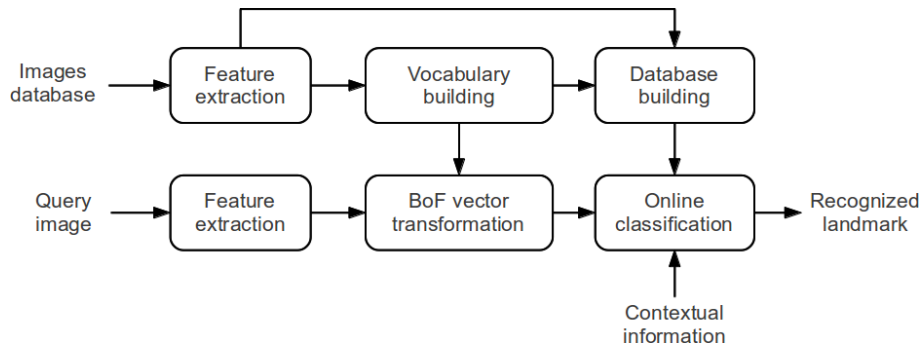 Images
database
Feature
extraction
Vocabulary
building
Database
building
Query
image
Feature
extraction
BoF vector
transformation
Online
classification
Recognized
landmark
Contextual
information